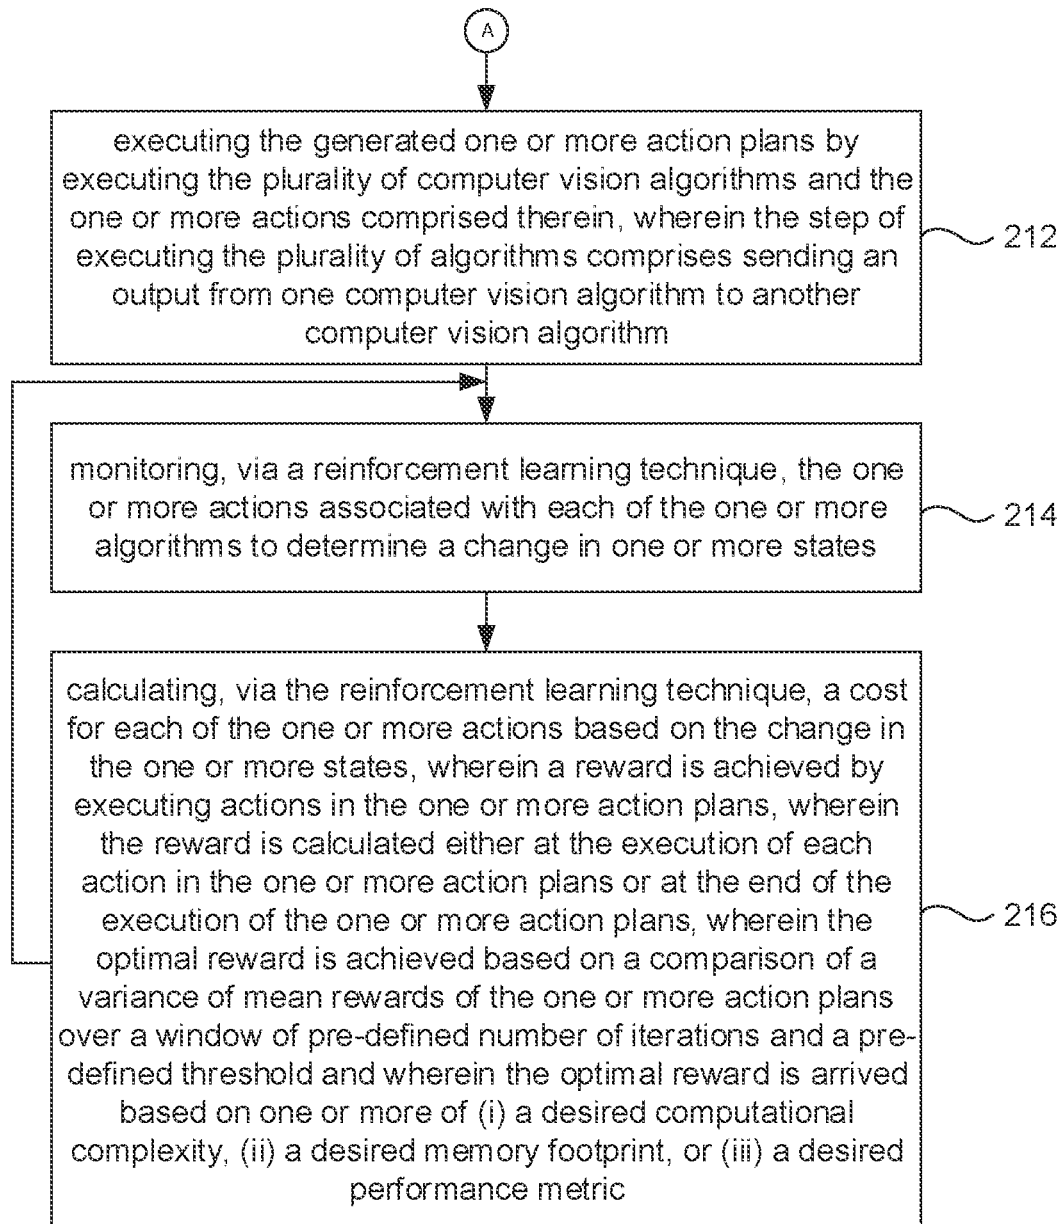 A
executing the generated one or more action plans by
executing the plurality of computer vision algorithms and the
one or more actions comprised therein, wherein the step of
executing the plurality of algorithms comprises sending an
output from one computer vision algorithm to another
computer vision algorithm
212
monitoring, via a reinforcement learning technique, the one
or more actions associated with each of the one or more
algorithms to determine a change in one or more states
214
calculating, via the reinforcement learning technique, a cost
for each of the one or more actions based on the change in
the one or more states, wherein a reward is achieved by
executing actions in the one or more action plans, wherein
the reward is calculated either at the execution of each
action in the one or more action plans or at the end of the
execution of the one or more action plans, wherein the
optimal reward is achieved based on a comparison of a
variance of mean rewards of the one or more action plans
over a window of pre-defined number of iterations and a pre-
defined threshold and wherein the optimal reward is arrived
based on one or more of (i) a desired computational
complexity, (ii) a desired memory footprint, or (iii) a desired
performance metric
216